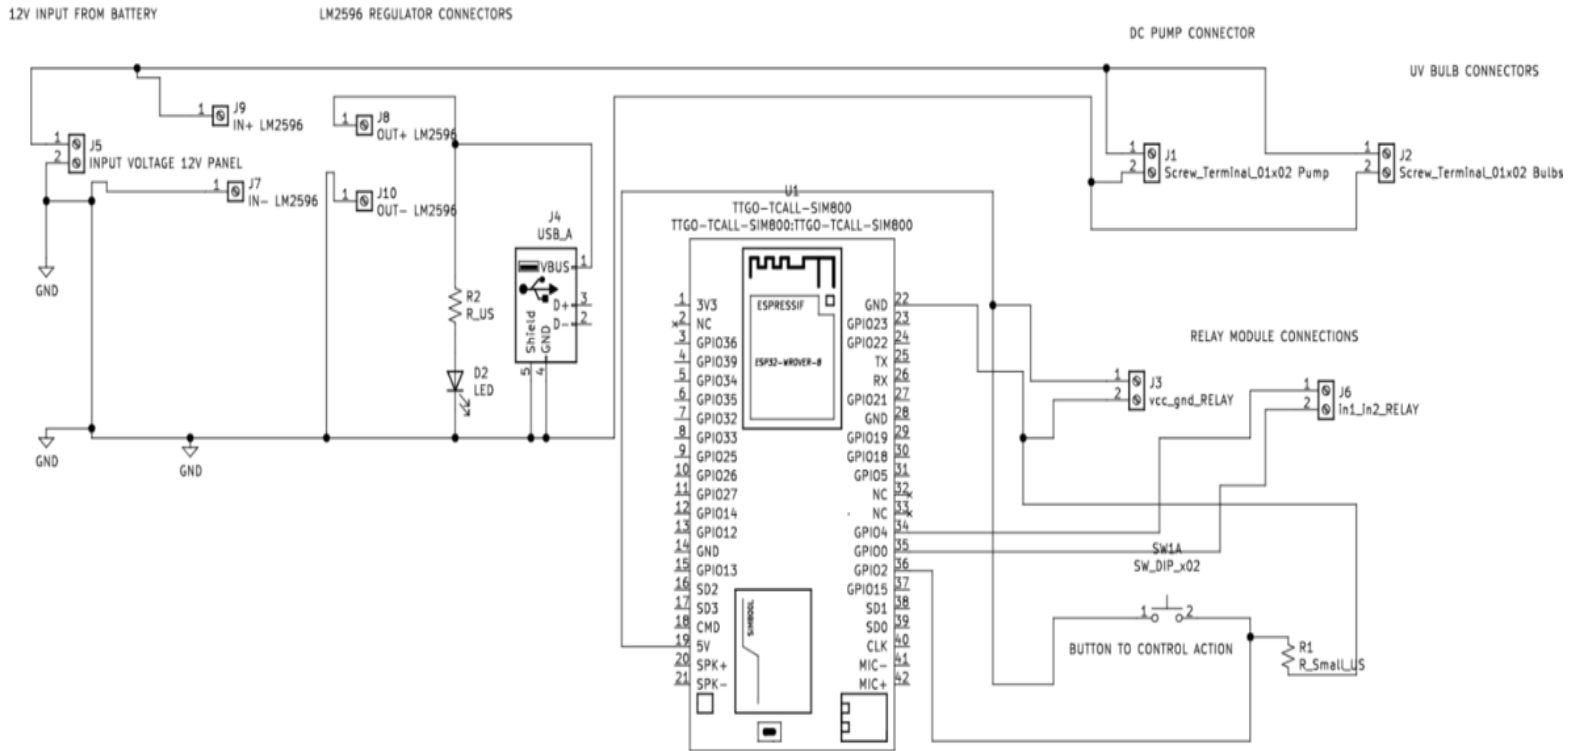 12V INPUT FROM BATTERY
LM2596 REGULATOR CONNECTORS
DC PUMP CONNECTOR
UV BULB CONNECTORS
1
J9
IN+ LM2596
1
J8
OUT+ LM2596
1
2
J5
INPUT VOLTAGE 12V PANEL
1
J7
IN- LM2596
1
J10
OUT- LM2596
1
2
J1
Screw_Terminal_01x02 Pump
1
2
J2
Screw_Terminal_01x02 Bulbs
GND
J4
USB_A
VBUS
1
D+
3
D-
2
Shield
GND
5
4
R2
R_US
D2
LED
GND
GND
U1
TTGO-TCALL-SIM800
TTGO-TCALL-SIM800:TTGO-TCALL-SIM800
ESPRESSIF
ESP32-WROVER-B
1 3V3
2 NC
3 GPIO36
4 GPIO39
5 GPIO34
6 GPIO35
7 GPIO32
8 GPIO33
9 GPIO25
10 GPIO26
11 GPIO27
12 GPIO14
13 GPIO12
14 GND
15 GPIO13
16 SD2
17 SD3
18 CMD
19 5V
20 SPK+
21 SPK-
GND 22
GPIO23 23
GPIO22 24
TX 25
RX 26
GPIO21 27
GND 28
GPIO19 29
GPIO18 30
GPIO5 31
NC 32
NC 33
GPIO4 34
GPIO0 35
GPIO2 36
GPIO15 37
SD1 38
SD0 39
CLK 40
MIC- 41
MIC+ 42
SIM800L
RELAY MODULE CONNECTIONS
1
2
J3
vcc_gnd_RELAY
1
2
J6
in1_in2_RELAY
SW1A
SW_DIP_x02
1
2
BUTTON TO CONTROL ACTION
R1
R_Small_US